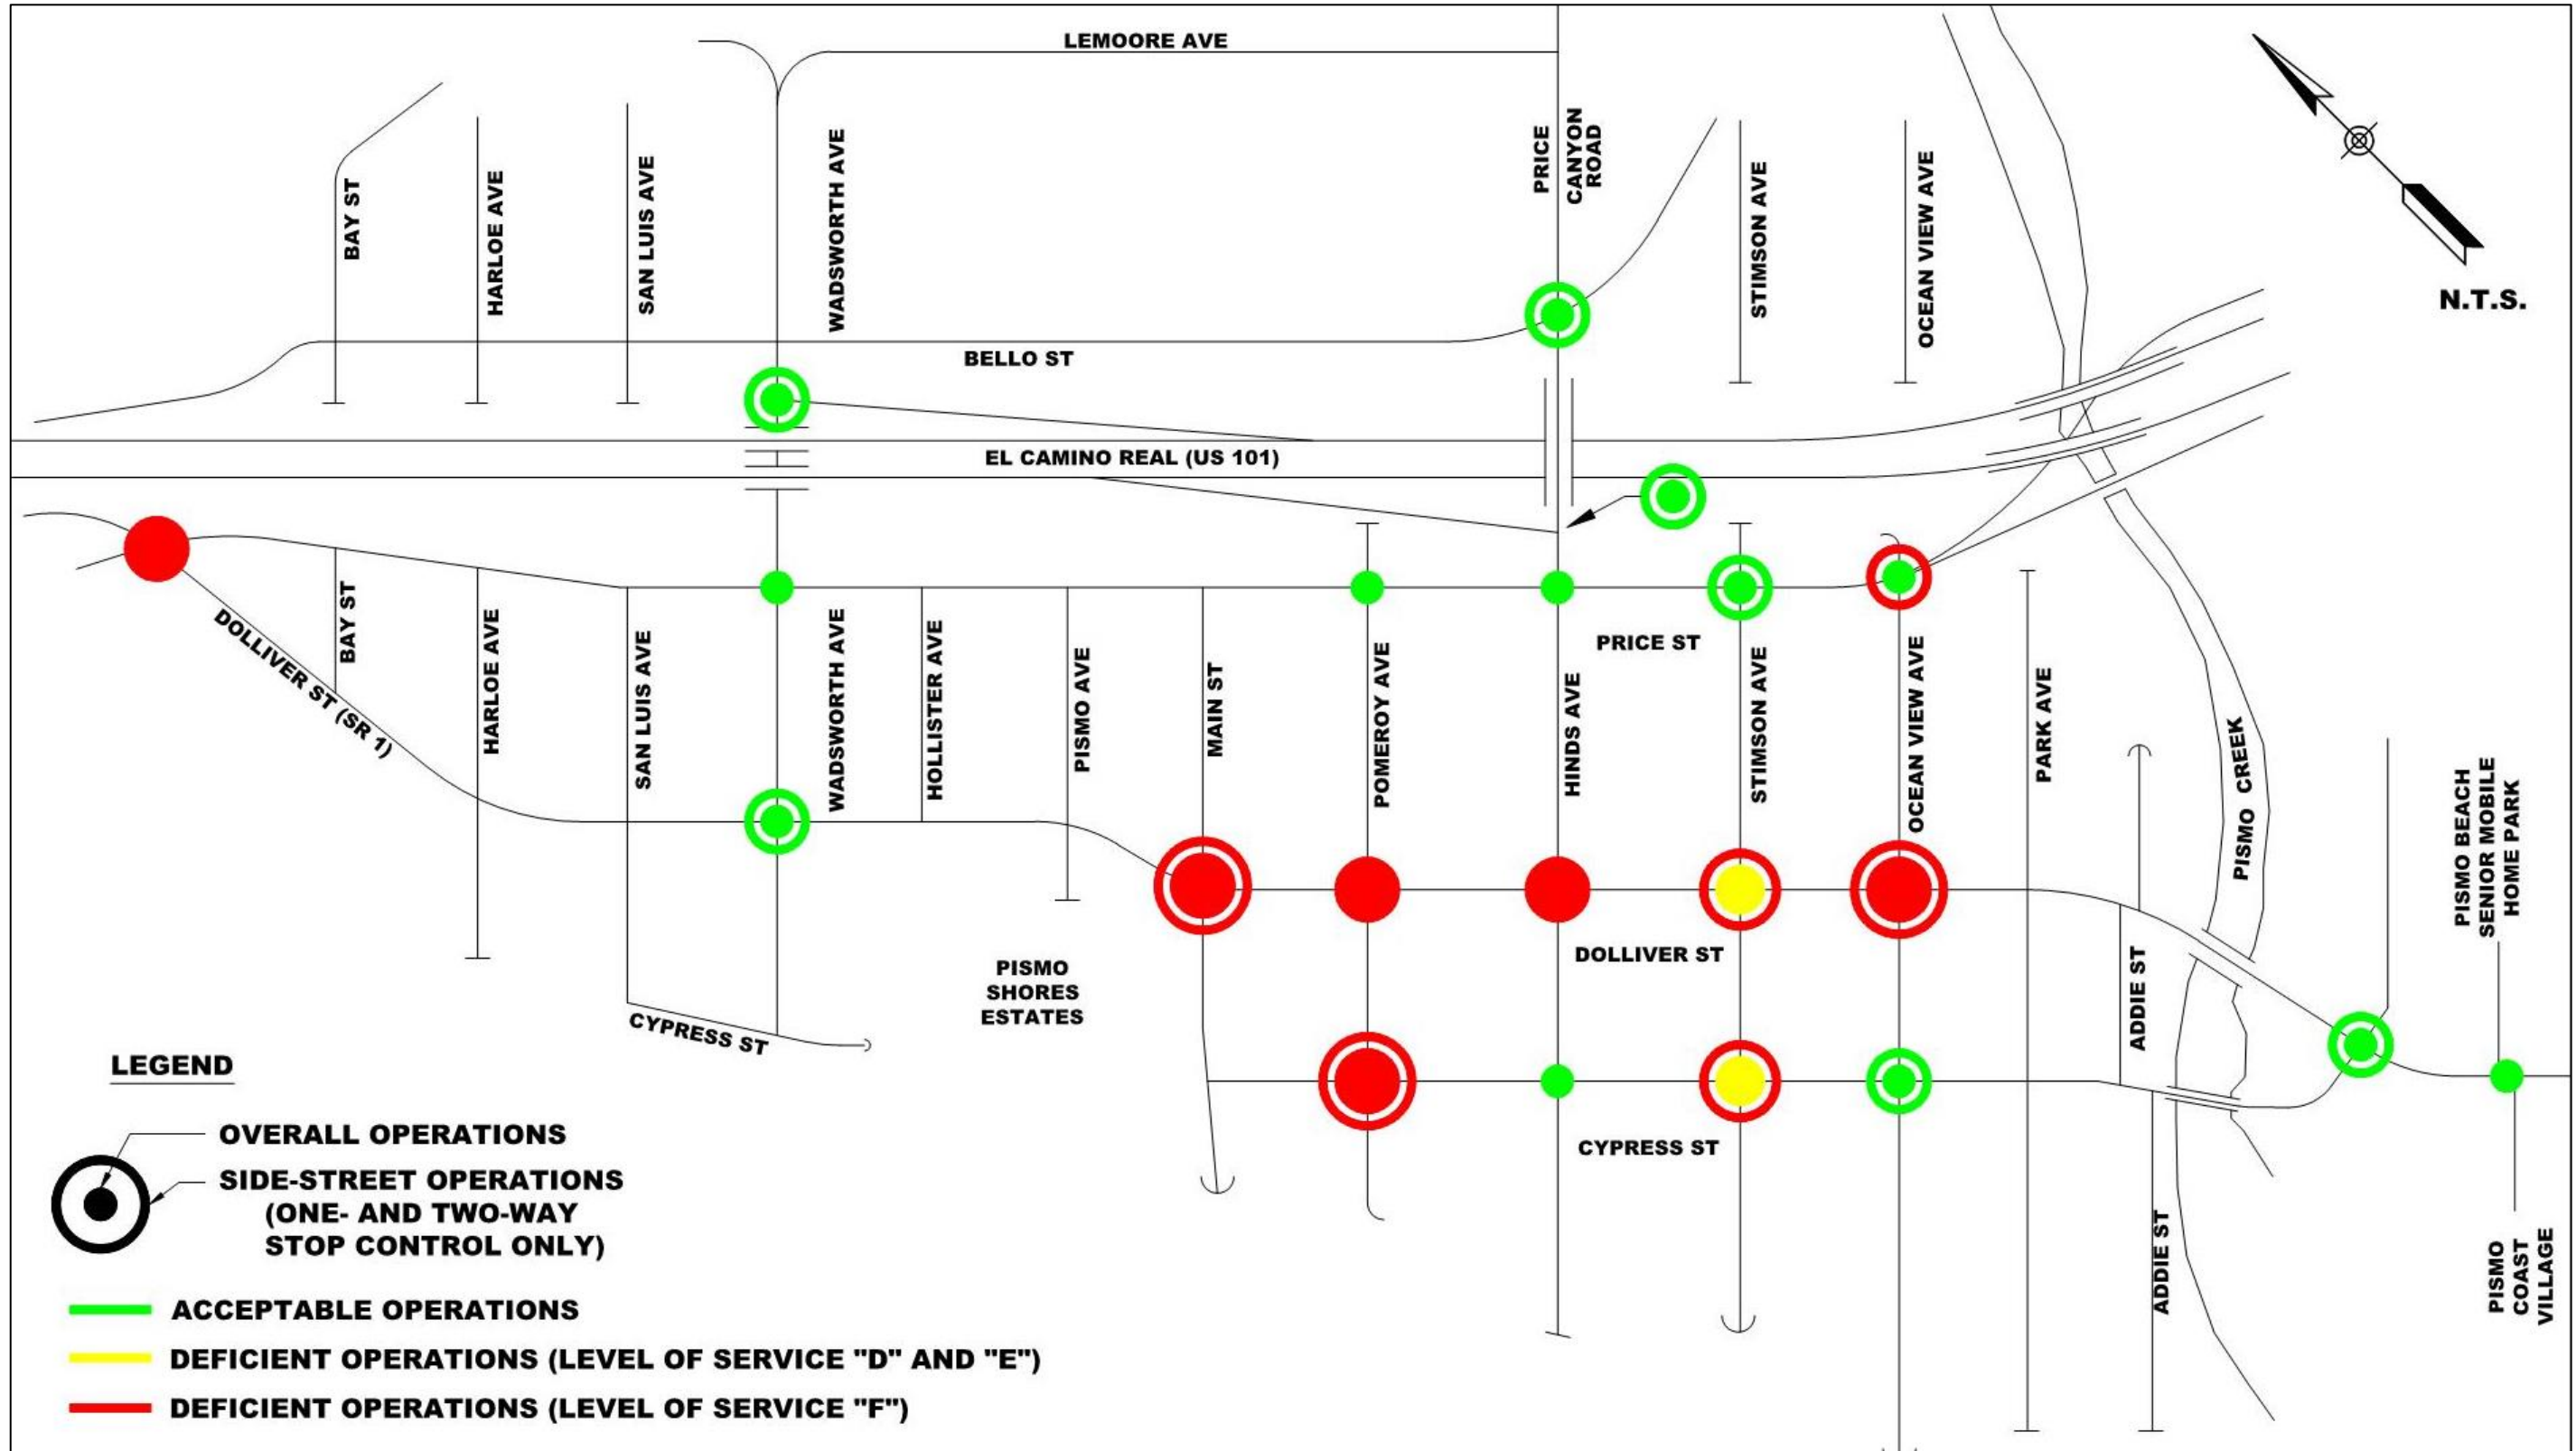 LEMOORE AVE
BAY ST
HARLOE AVE
SAN LUIS AVE
WADSWORTH AVE
PRICE
CANYON
ROAD
STIMSON AVE
OCEAN VIEW AVE
N.T.S.
BELLO ST
EL CAMINO REAL (US 101)
DOLLIVER ST (SR 1)
BAY ST
HARLOE AVE
SAN LUIS AVE
WADSWORTH AVE
HOLLISTER AVE
PISMO AVE
MAIN ST
POMEROY AVE
HINDS AVE
PRICE ST
STIMSON AVE
OCEAN VIEW AVE
PARK AVE
PISMO CREEK
PISMO BEACH
SENIOR MOBILE
HOME PARK
DOLLIVER ST
PISMO
SHORES
ESTATES
CYPRESS ST
ADDIE ST
CYPRESS ST
ADDIE ST
PISMO
COAST
VILLAGE
LEGEND
OVERALL OPERATIONS
SIDE-STREET OPERATIONS
(ONE- AND TWO-WAY
STOP CONTROL ONLY)
ACCEPTABLE OPERATIONS
DEFICIENT OPERATIONS (LEVEL OF SERVICE "D" AND "E")
DEFICIENT OPERATIONS (LEVEL OF SERVICE "F")